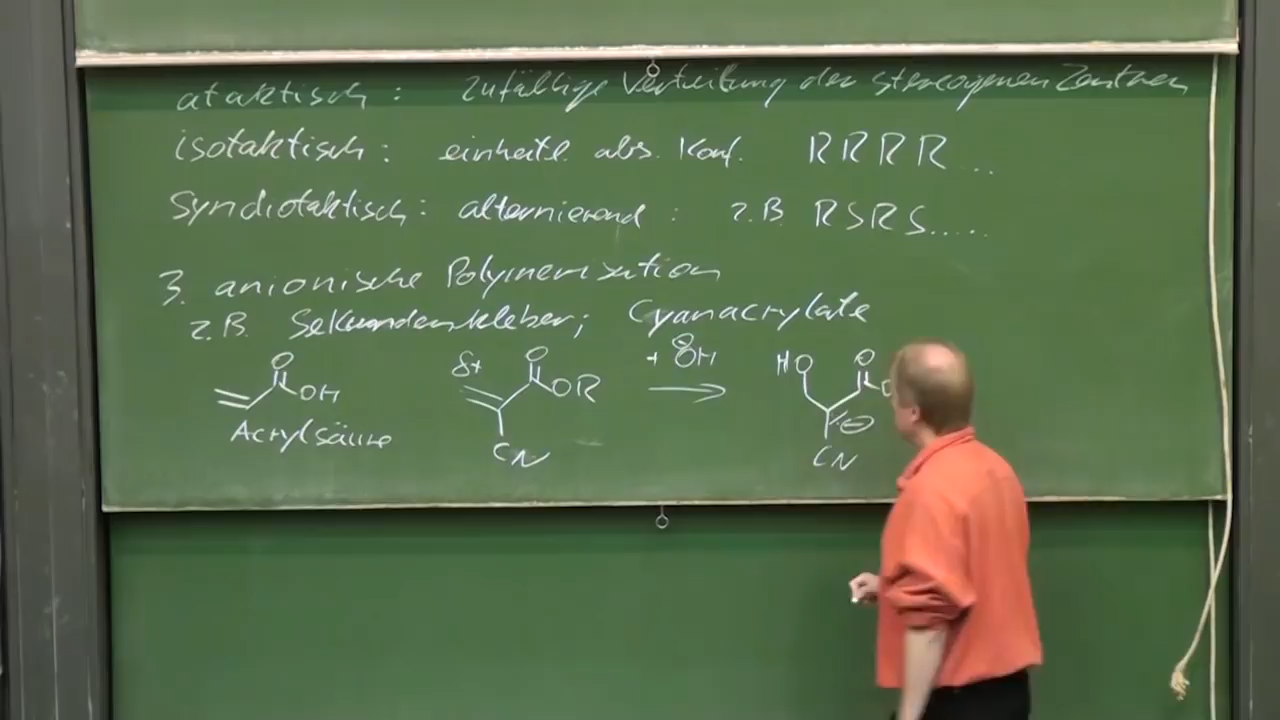 ataktisch : zufällige Verteilung der stereogenen Zentren
isotaktisch : einheitl. abs. Konf. R R R R ...
Syndiotaktisch : alternierend : z.B R S R S.....
3. anionische Polymerisation
z.B. Sekundenkleber; Cyanacrylate
O OH Acrylsäure
δ+ O OR CN
+ ⊖OH
HO O ⊖ CN